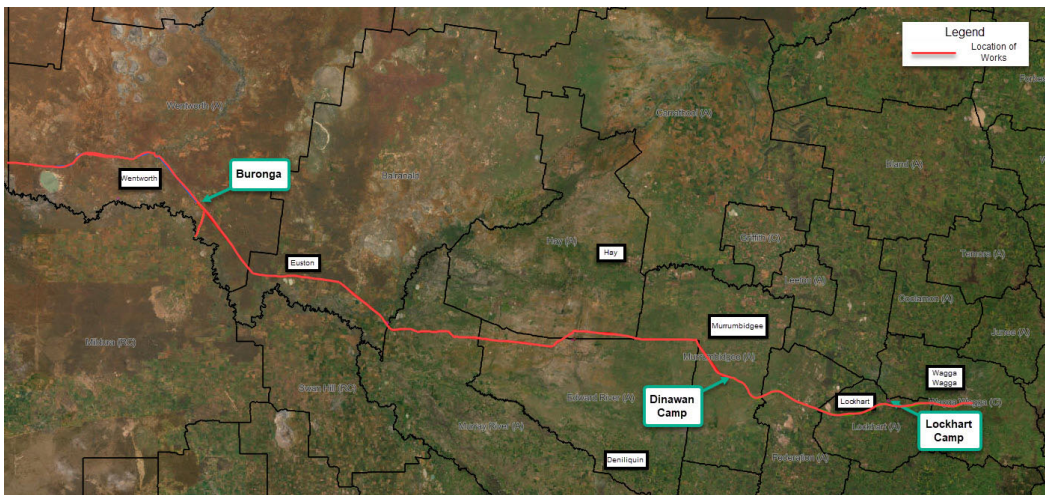 Legend
Location of
Works
Wentworth (A)
Carrathool (A)
Bland (A)
Buronga
Wentworth
Balranald
Hay (A)
Hay
Griffith (C)
Temora (A)
Euston
Leeton (A)
Coolamon (A)
Murrumbidgee
Junee (A)
Mildura (RC)
Murrumbidgee (A)
Wagga
Wagga
Swan Hill (RC)
Dinawan
Camp
Edward River (A)
Lockhart
Wagga Wagga (C)
Murray River (A)
Lockhart (A)
Lockhart
Camp
Deniliquin
Federation (A)